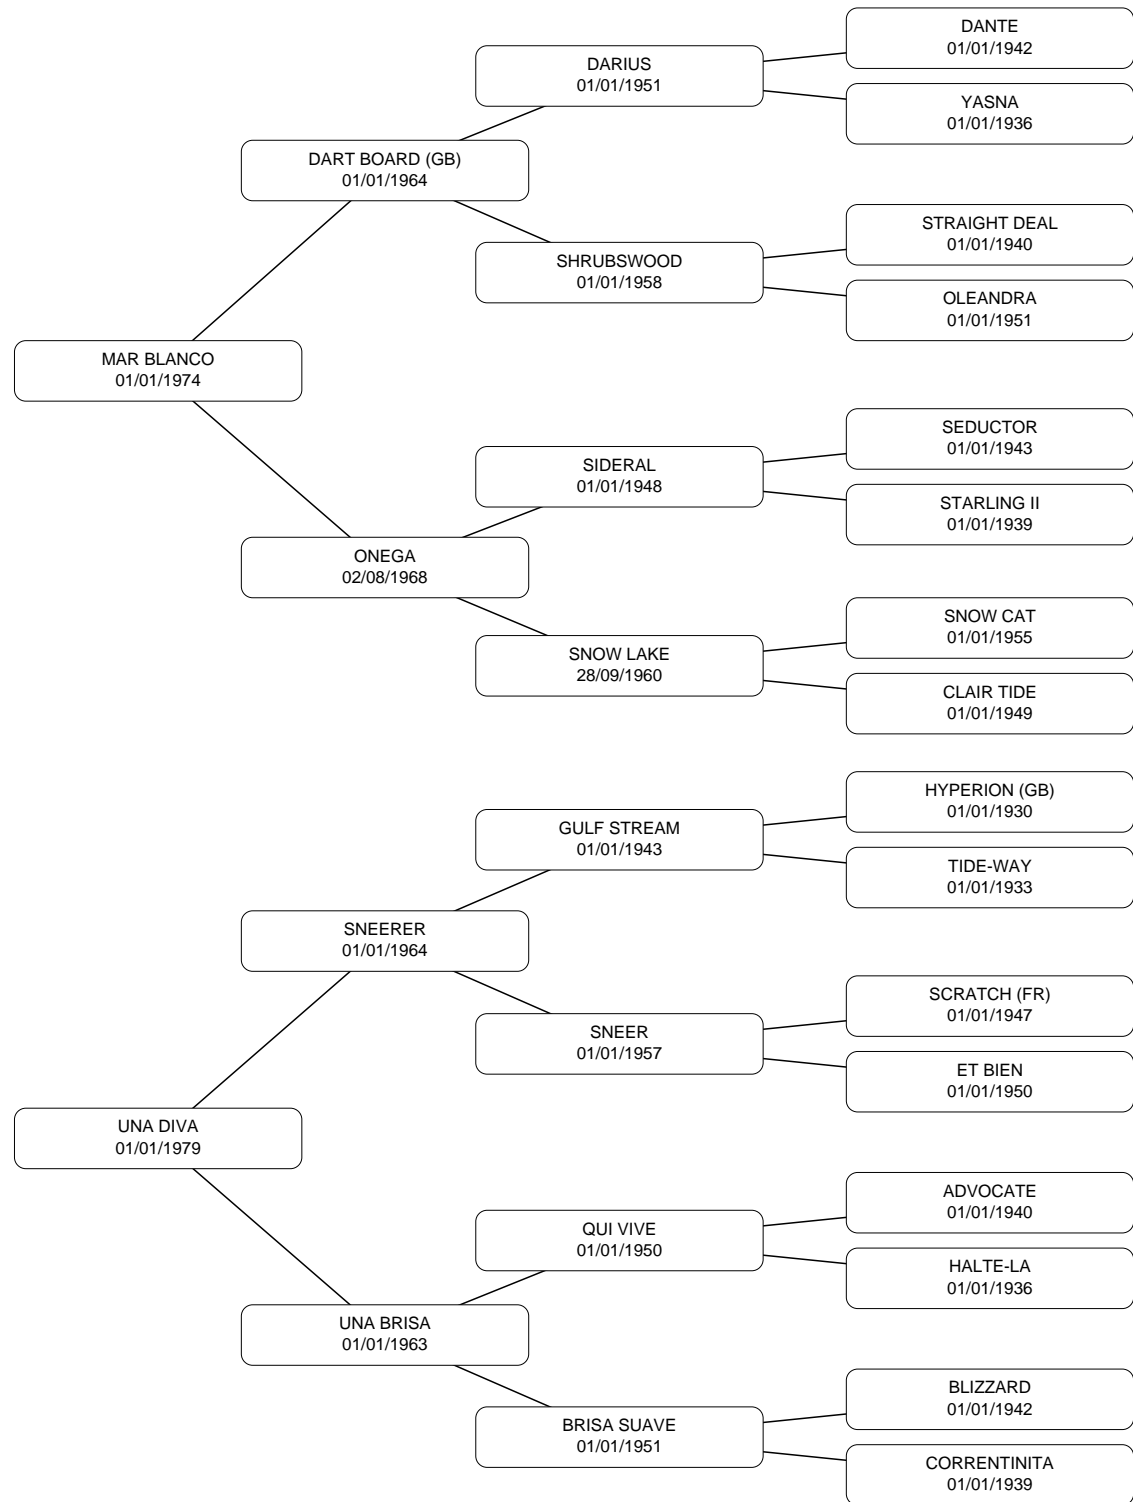 DANTE
01/01/1942
DARIUS
01/01/1951
YASNA
01/01/1936
DART BOARD (GB)
01/01/1964
STRAIGHT DEAL
01/01/1940
SHRUBSWOOD
01/01/1958
OLEANDRA
01/01/1951
MAR BLANCO
01/01/1974
SEDUCTOR
01/01/1943
SIDERAL
01/01/1948
STARLING II
01/01/1939
ONEGA
02/08/1968
SNOW CAT
01/01/1955
SNOW LAKE
28/09/1960
CLAIR TIDE
01/01/1949
HYPERION (GB)
01/01/1930
GULF STREAM
01/01/1943
TIDE-WAY
01/01/1933
SNEERER
01/01/1964
SCRATCH (FR)
01/01/1947
SNEER
01/01/1957
ET BIEN
01/01/1950
UNA DIVA
01/01/1979
ADVOCATE
01/01/1940
QUI VIVE
01/01/1950
HALTE-LA
01/01/1936
UNA BRISA
01/01/1963
BLIZZARD
01/01/1942
BRISA SUAVE
01/01/1951
CORRENTINITA
01/01/1939